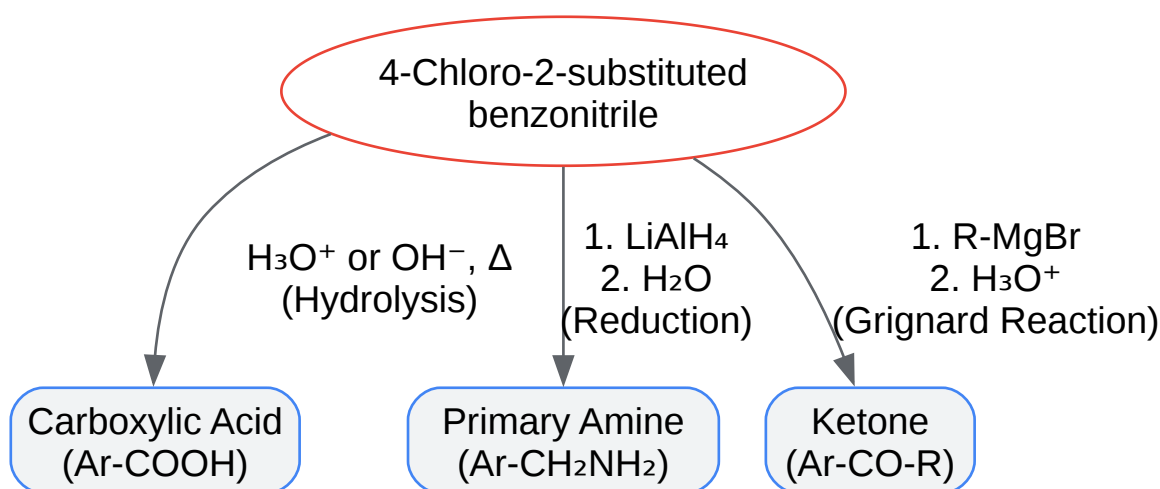 4-Chloro-2-substituted
benzonitrile
H₃O⁺ or OH⁻, Δ
(Hydrolysis)
1. LiAlH₄
2. H₂O
(Reduction)
1. R-MgBr
2. H₃O⁺
(Grignard Reaction)
Carboxylic Acid
(Ar-COOH)
Primary Amine
(Ar-CH₂NH₂)
Ketone
(Ar-CO-R)